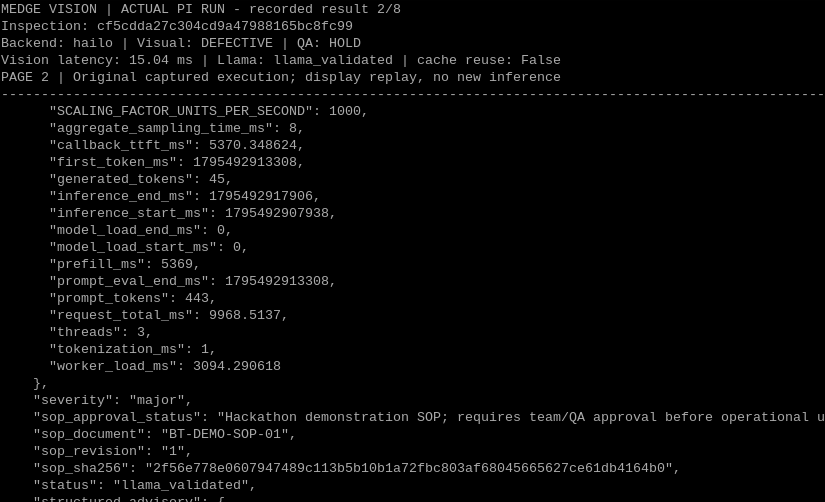 MEDGE VISION | ACTUAL PI RUN - recorded result 2/8
Inspection: cf5cdda27c304cd9a47988165bc8fc99
Backend: hailo | Visual: DEFECTIVE | QA: HOLD
Vision latency: 15.04 ms | Llama: llama_validated | cache reuse: False
PAGE 2 | Original captured execution; display replay, no new inference
-------------------------------------------------------------------------------------------------------
"SCALING_FACTOR_UNITS_PER_SECOND": 1000,
"aggregate_sampling_time_ms": 8,
"callback_ttft_ms": 5370.348624,
"first_token_ms": 1795492913308,
"generated_tokens": 45,
"inference_end_ms": 1795492917906,
"inference_start_ms": 1795492907938,
"model_load_end_ms": 0,
"model_load_start_ms": 0,
"prefill_ms": 5369,
"prompt_eval_end_ms": 1795492913308,
"prompt_tokens": 443,
"request_total_ms": 9968.5137,
"threads": 3,
"tokenization_ms": 1,
"worker_load_ms": 3094.290618
},
"severity": "major",
"sop_approval_status": "Hackathon demonstration SOP; requires team/QA approval before operational u
"sop_document": "BT-DEMO-SOP-01",
"sop_revision": "1",
"sop_sha256": "2f56e778e0607947489c113b5b10b1a72fbc803af68045665627ce61db4164b0",
"status": "llama_validated",
"structured_advisory": {